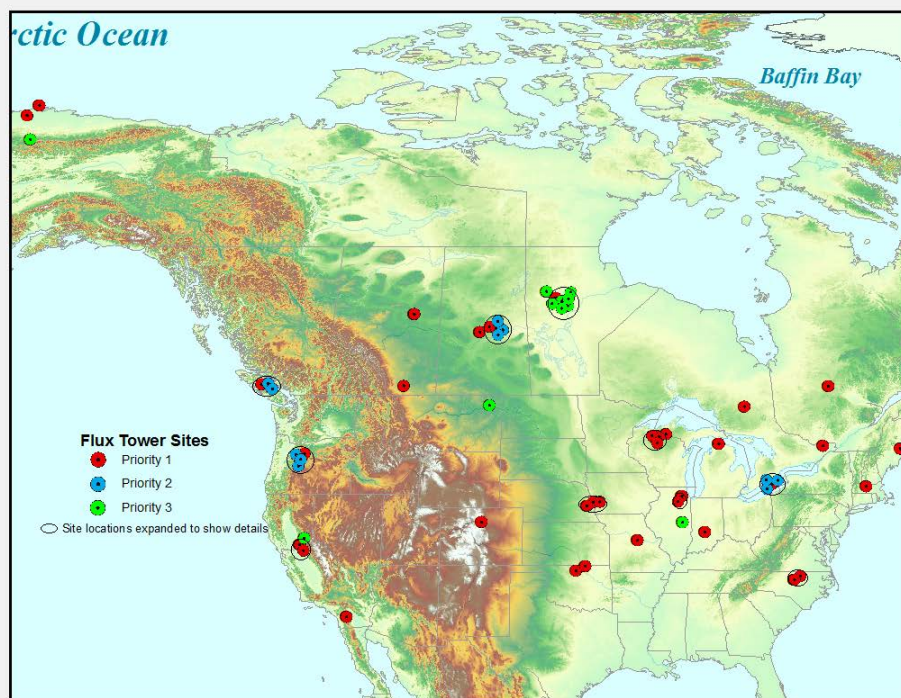 rctic Ocean
Baffin Bay
Flux Tower Sites
Priority 1
Priority 2
Priority 3
Site locations expanded to show details